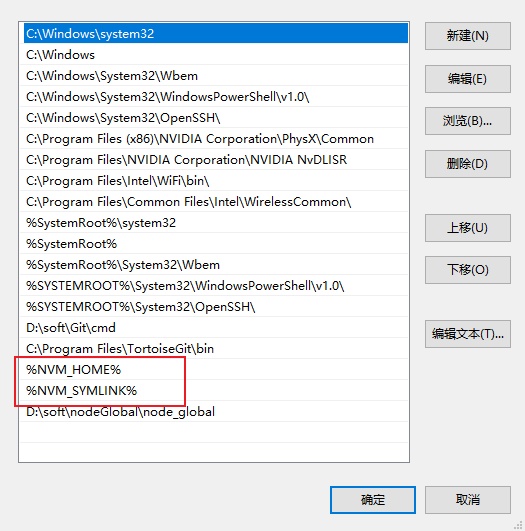 C:\Windows\system32
C:\Windows
C:\Windows\System32\Wbem
C:\Windows\System32\WindowsPowerShell\v1.0\
C:\Windows\System32\OpenSSH\
C:\Program Files (x86)\NVIDIA Corporation\PhysX\Common
C:\Program Files\NVIDIA Corporation\NVIDIA NvDLISR
C:\Program Files\Intel\WiFi\bin\
C:\Program Files\Common Files\Intel\WirelessCommon\
%SystemRoot%\system32
%SystemRoot%
%SystemRoot%\System32\Wbem
%SYSTEMROOT%\System32\WindowsPowerShell\v1.0\
%SYSTEMROOT%\System32\OpenSSH\
D:\soft\Git\cmd
C:\Program Files\TortoiseGit\bin
%NVM_HOME%
%NVM_SYMLINK%
D:\soft\nodeGlobal\node_global
新建(N)
编辑(E)
浏览(B)...
删除(D)
上移(U)
下移(O)
编辑文本(T)...
确定
取消